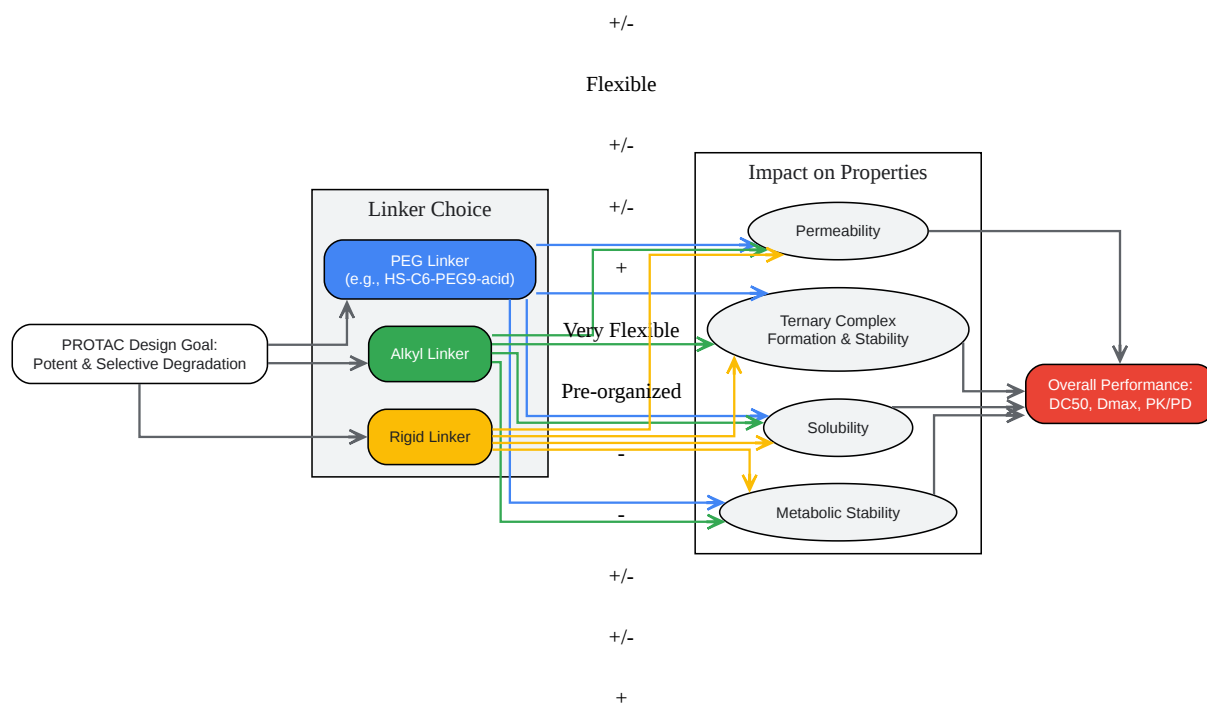 +/-
Flexible
+/-
+/-
+
Very Flexible
Pre-organized
-
-
+/-
+/-
+
PROTAC Design Goal:
Potent & Selective Degradation
Linker Choice
PEG Linker
(e.g., HS-C6-PEG9-acid)
Alkyl Linker
Rigid Linker
Impact on Properties
Permeability
Ternary Complex
Formation & Stability
Solubility
Metabolic Stability
Overall Performance:
DC50, Dmax, PK/PD